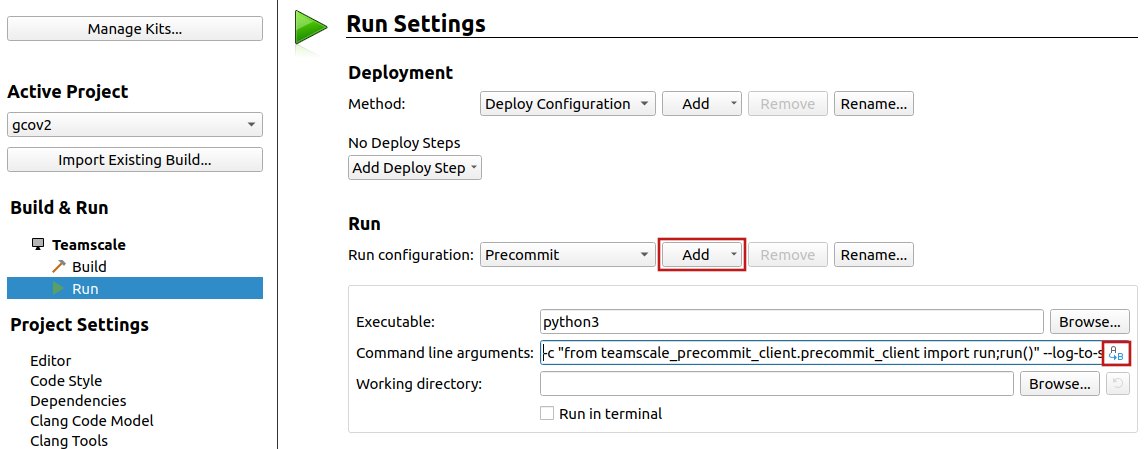 Manage Kits...
Active Project
gcov2
Import Existing Build...
Build & Run
Teamscale
Build
Run
Project Settings
Editor
Code Style
Dependencies
Clang Code Model
Clang Tools
Run Settings
Deployment
Method: Deploy Configuration Add Remove Rename...
No Deploy Steps
Add Deploy Step
Run
Run configuration: Precommit Add Remove Rename...
Executable: python3 Browse...
Command line arguments: -c "from teamscale_precommit_client.precommit_client import run;run()" --log-to-s
Working directory: Browse...
Run in terminal